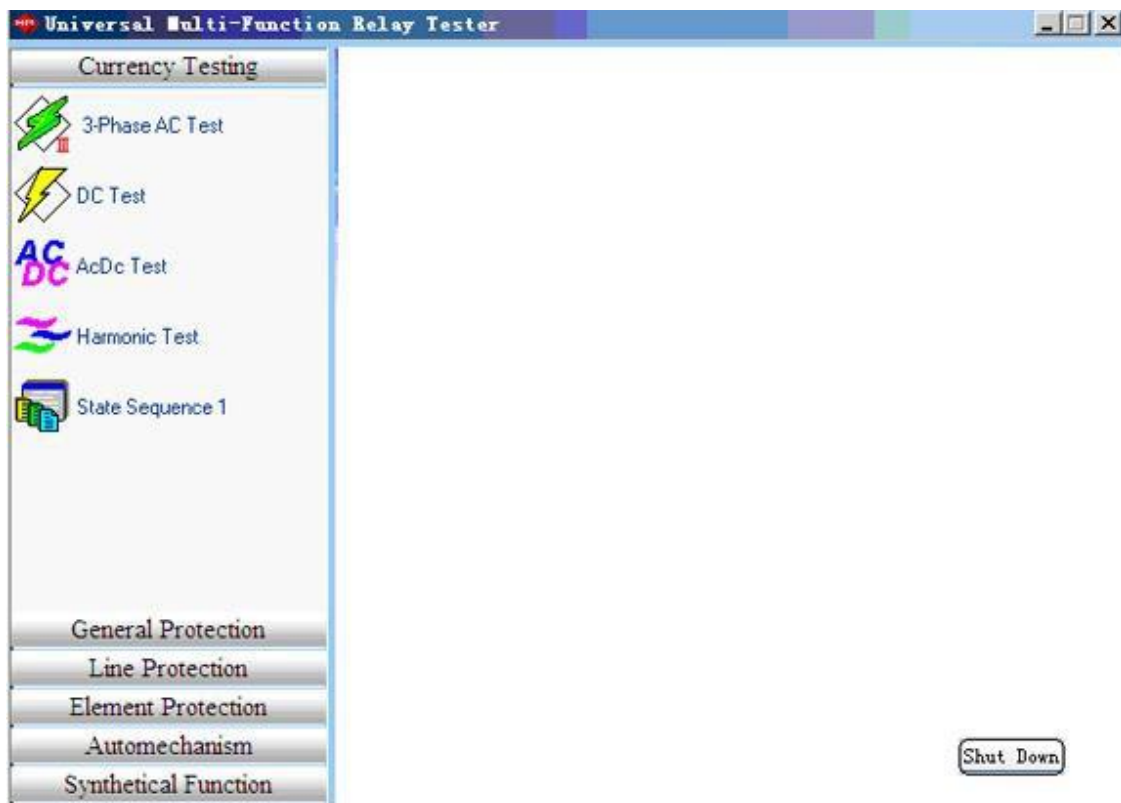 Universal Multi-Function Relay Tester
Currency Testing
3-Phase AC Test
DC Test
AC
DC
AcDc Test
Harmonic Test
State Sequence 1
General Protection
Line Protection
Element Protection
Automechanism
Synthetical Function
Shut Down